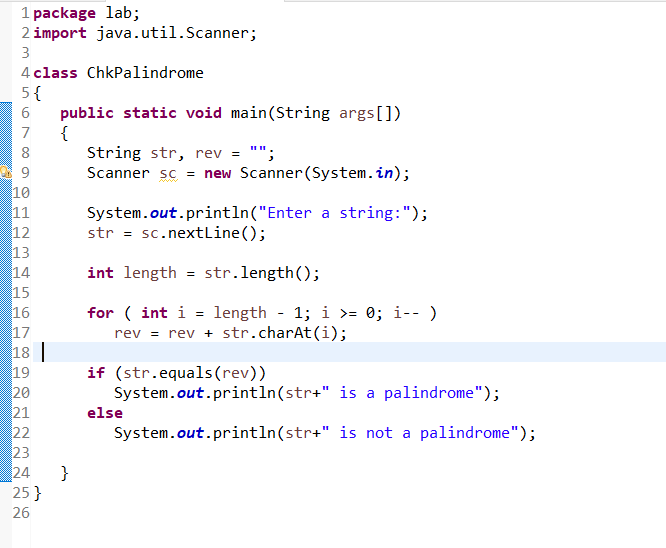 1 package lab;
2 import java.util.Scanner;
3
4 class ChkPalindrome
5 {
6    public static void main(String args[])
7    {
8       String str, rev = "";
9       Scanner sc = new Scanner(System.in);
10
11       System.out.println("Enter a string:");
12       str = sc.nextLine();
13
14       int length = str.length();
15
16       for ( int i = length - 1; i >= 0; i-- )
17          rev = rev + str.charAt(i);
18
19       if (str.equals(rev))
20          System.out.println(str+" is a palindrome");
21       else
22          System.out.println(str+" is not a palindrome");
23
24    }
25 }
26